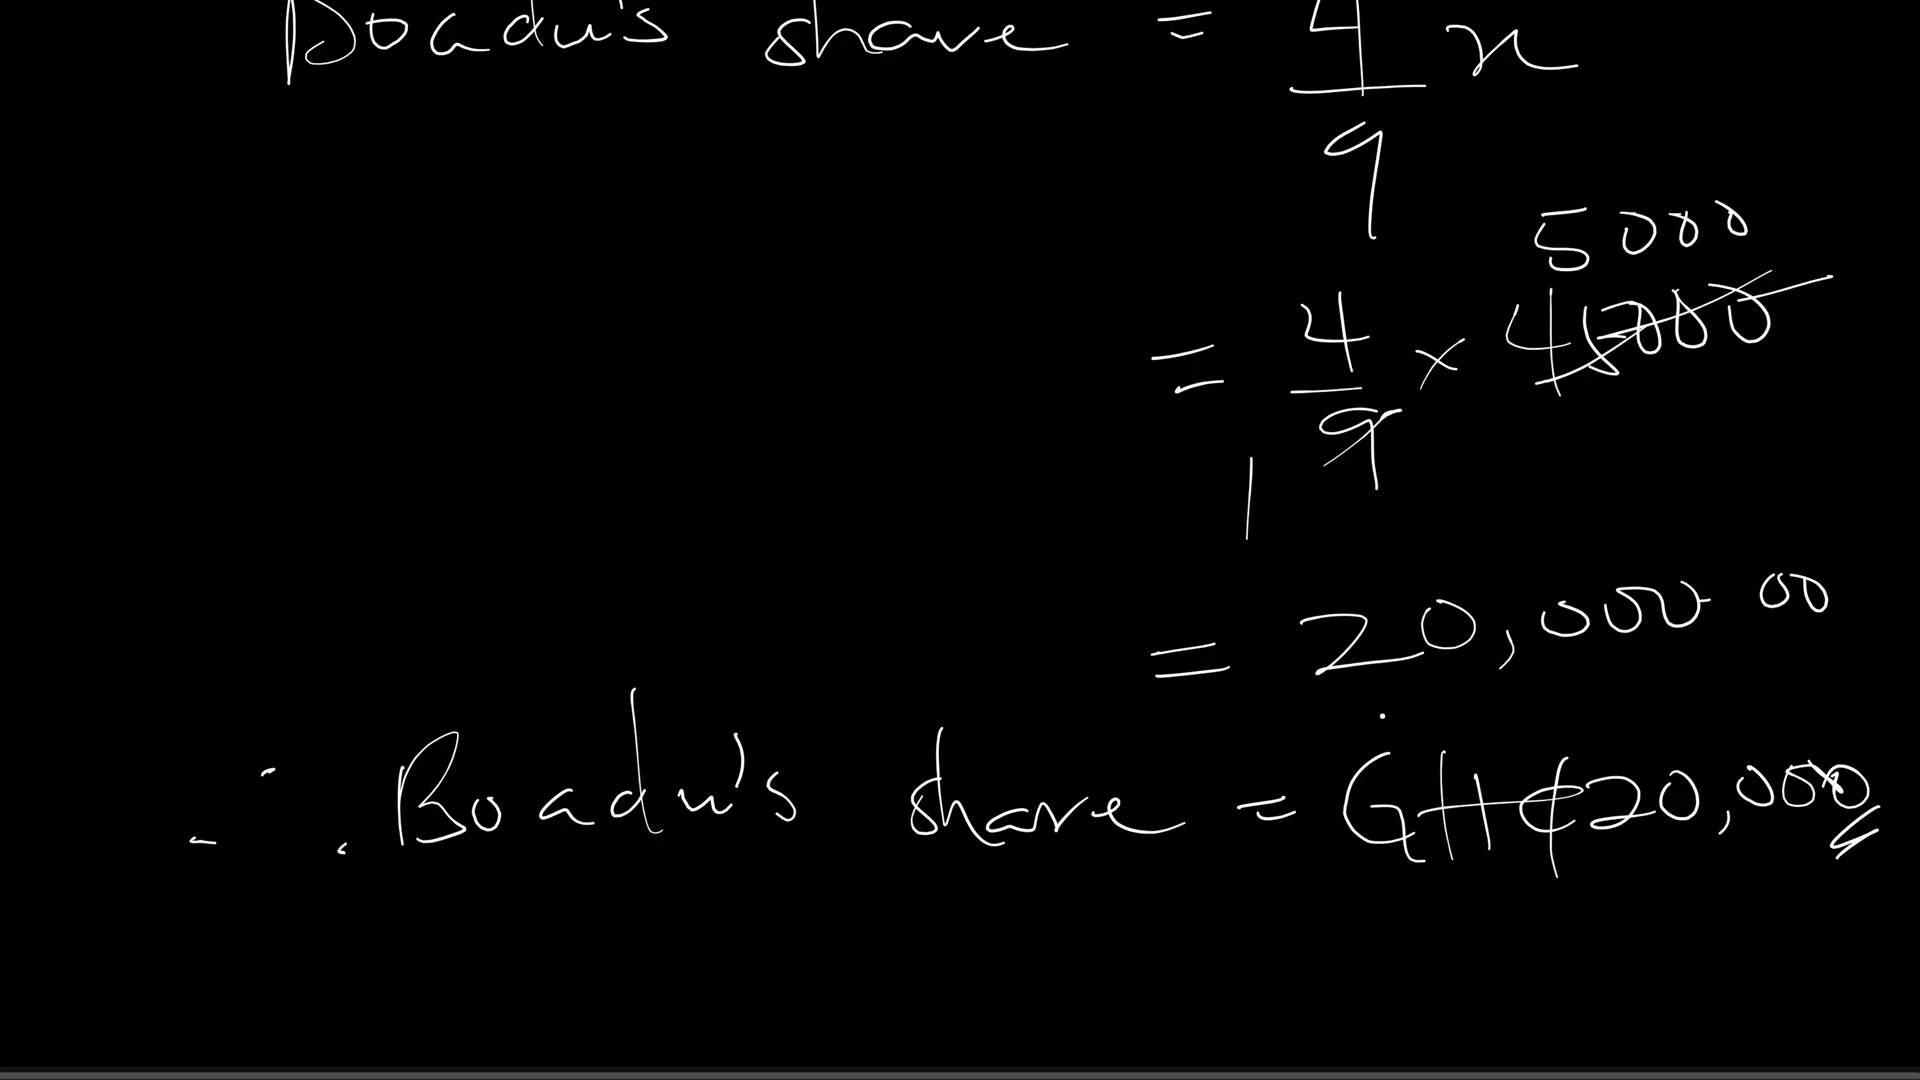 Boadu's share = 4/9 x
5000
= 4/9 × 45000
1
= 20,000 00
∴ Boadu's share = GH¢20,000